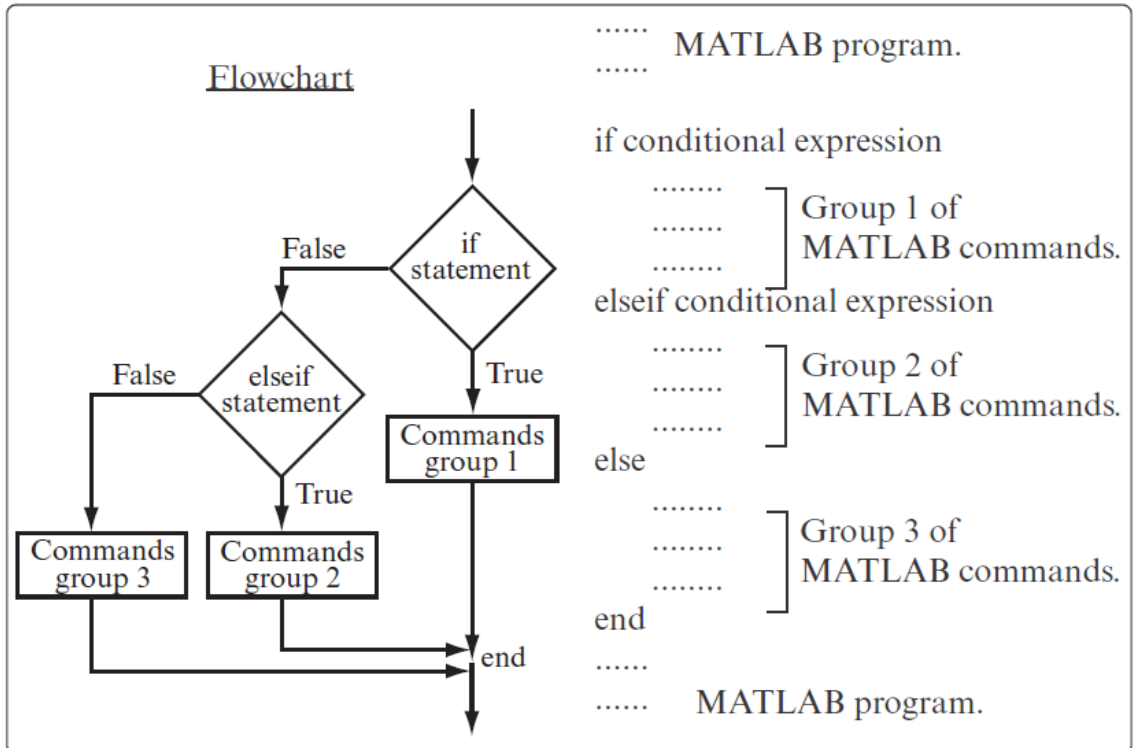 Flowchart
False
if
statement
False
elseif
statement
True
Commands
group 1
True
Commands
group 3
Commands
group 2
end
......
......
MATLAB program.
if conditional expression
........
........
........
Group 1 of
MATLAB commands.
elseif conditional expression
........
........
........
Group 2 of
MATLAB commands.
else
........
........
........
Group 3 of
MATLAB commands.
end
......
......
MATLAB program.